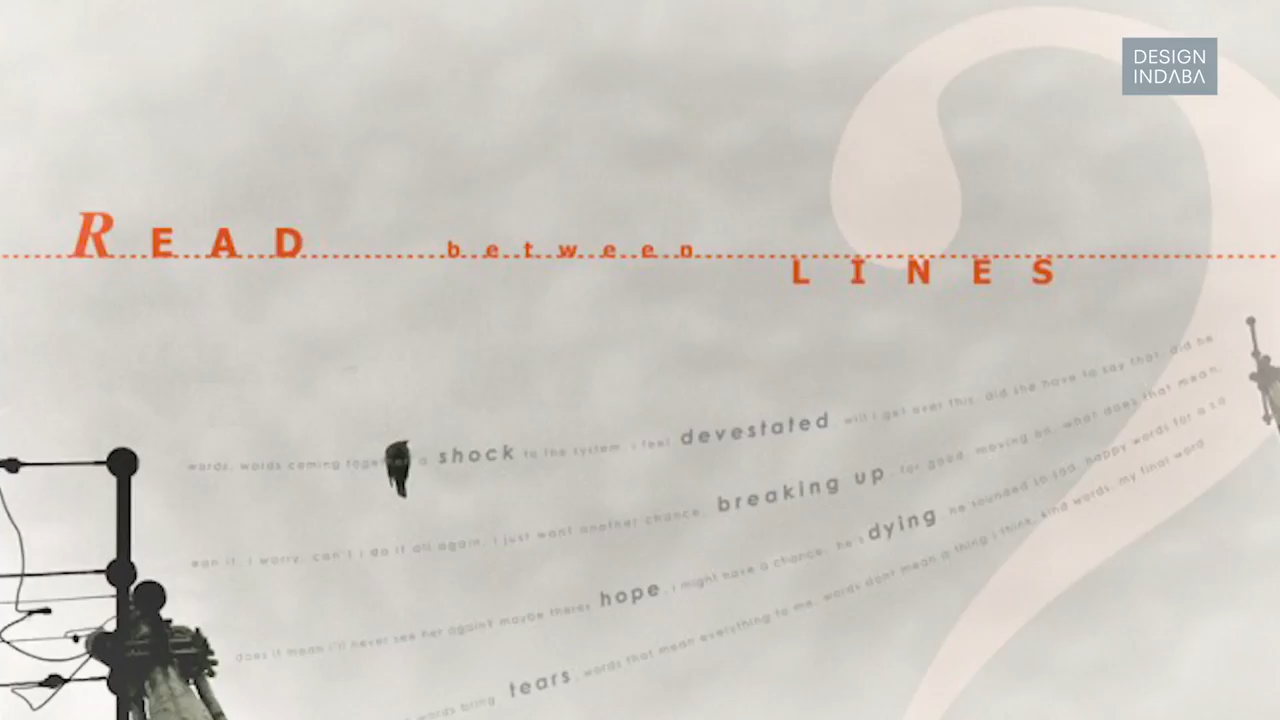 DESIGN
INDABA
READ between LINES
words, words coming together a shock to the system. i feel devestated. will i get over this. did she have to say that. did he
ean it. i worry. can't i do it all again. i just want another chance. breaking up. for good. moving on. what does that mean.
does it mean i'll never see her again? maybe theres hope. i might have a chance. he's dying. he sounded so sad. happy words for a sa
words bring tears. words that mean everything to me. words dont mean a thing i think. kind words. my final word